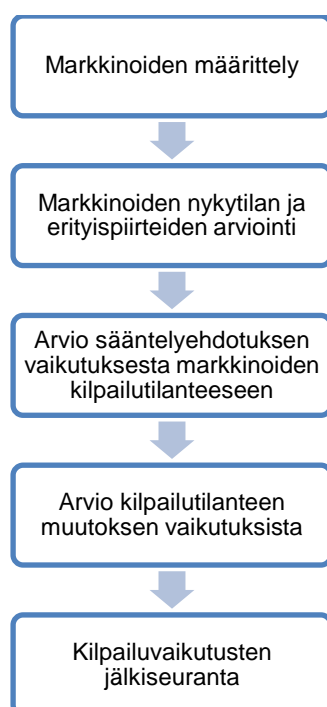 Markkinoiden määrittely
Markkinoiden nykytilan ja
erityispiirteiden arviointi
Arvio sääntelyehdotuksen
vaikutuksesta markkinoiden
kilpailutilanteeseen
Arvio kilpailutilanteen
muutoksen vaikutuksista
Kilpailuvaikutusten
jälkiseuranta